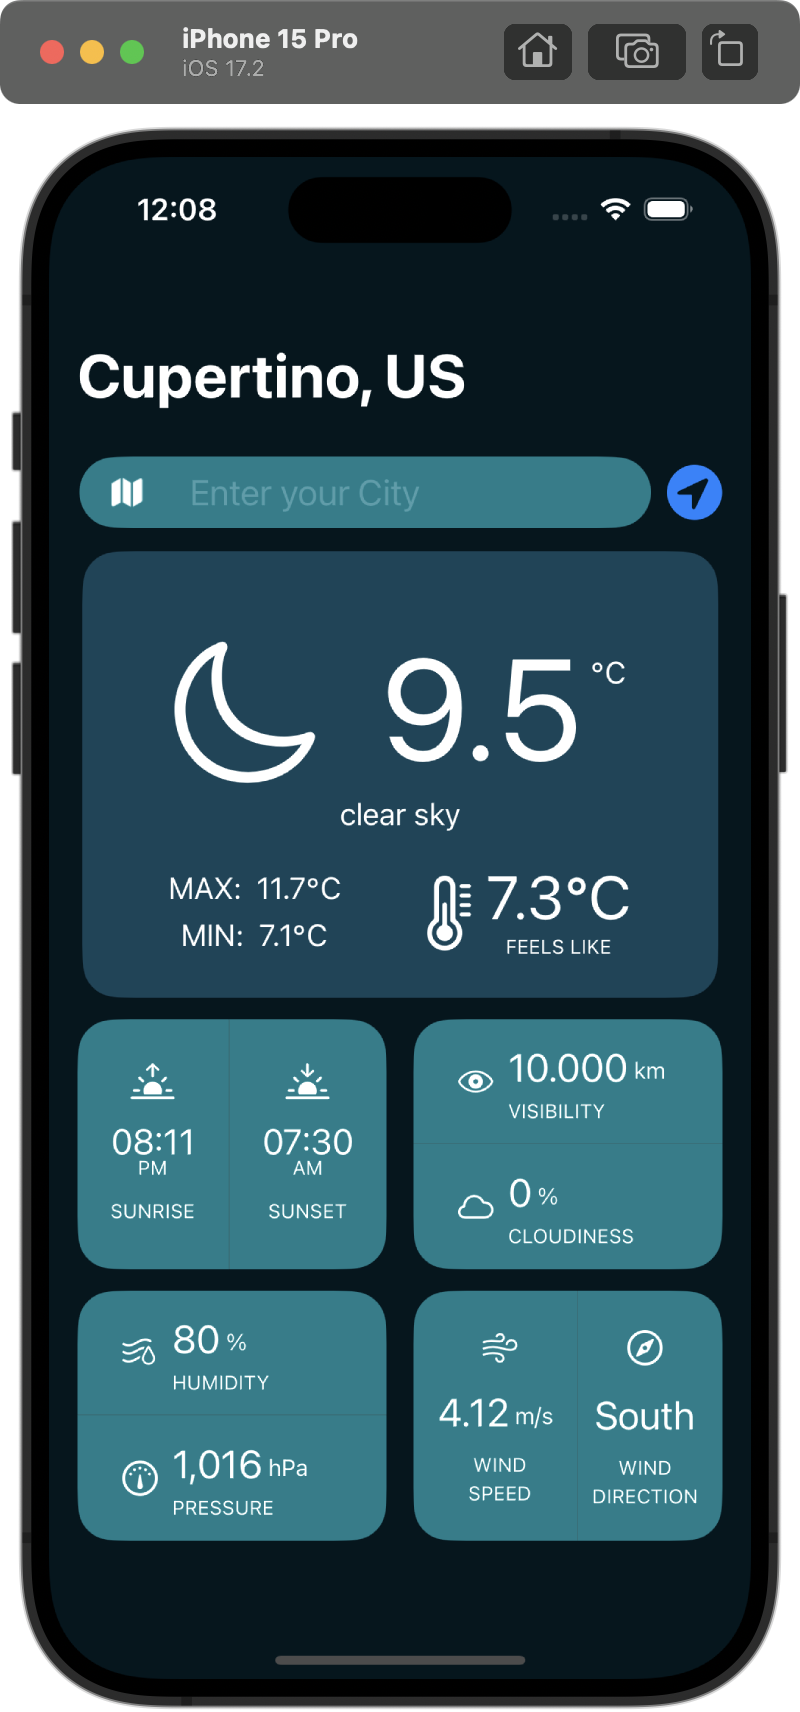 iPhone 15 Pro
iOS 17.2
12:08
Cupertino, US
Enter your City
9.5 °C
clear sky
MAX: 11.7°C
MIN: 7.1°C
7.3°C
FEELS LIKE
08:11
PM
SUNRISE
07:30
AM
SUNSET
10.000 km
VISIBILITY
0 %
CLOUDINESS
80 %
HUMIDITY
1,016 hPa
PRESSURE
4.12 m/s
WIND
SPEED
South
WIND
DIRECTION